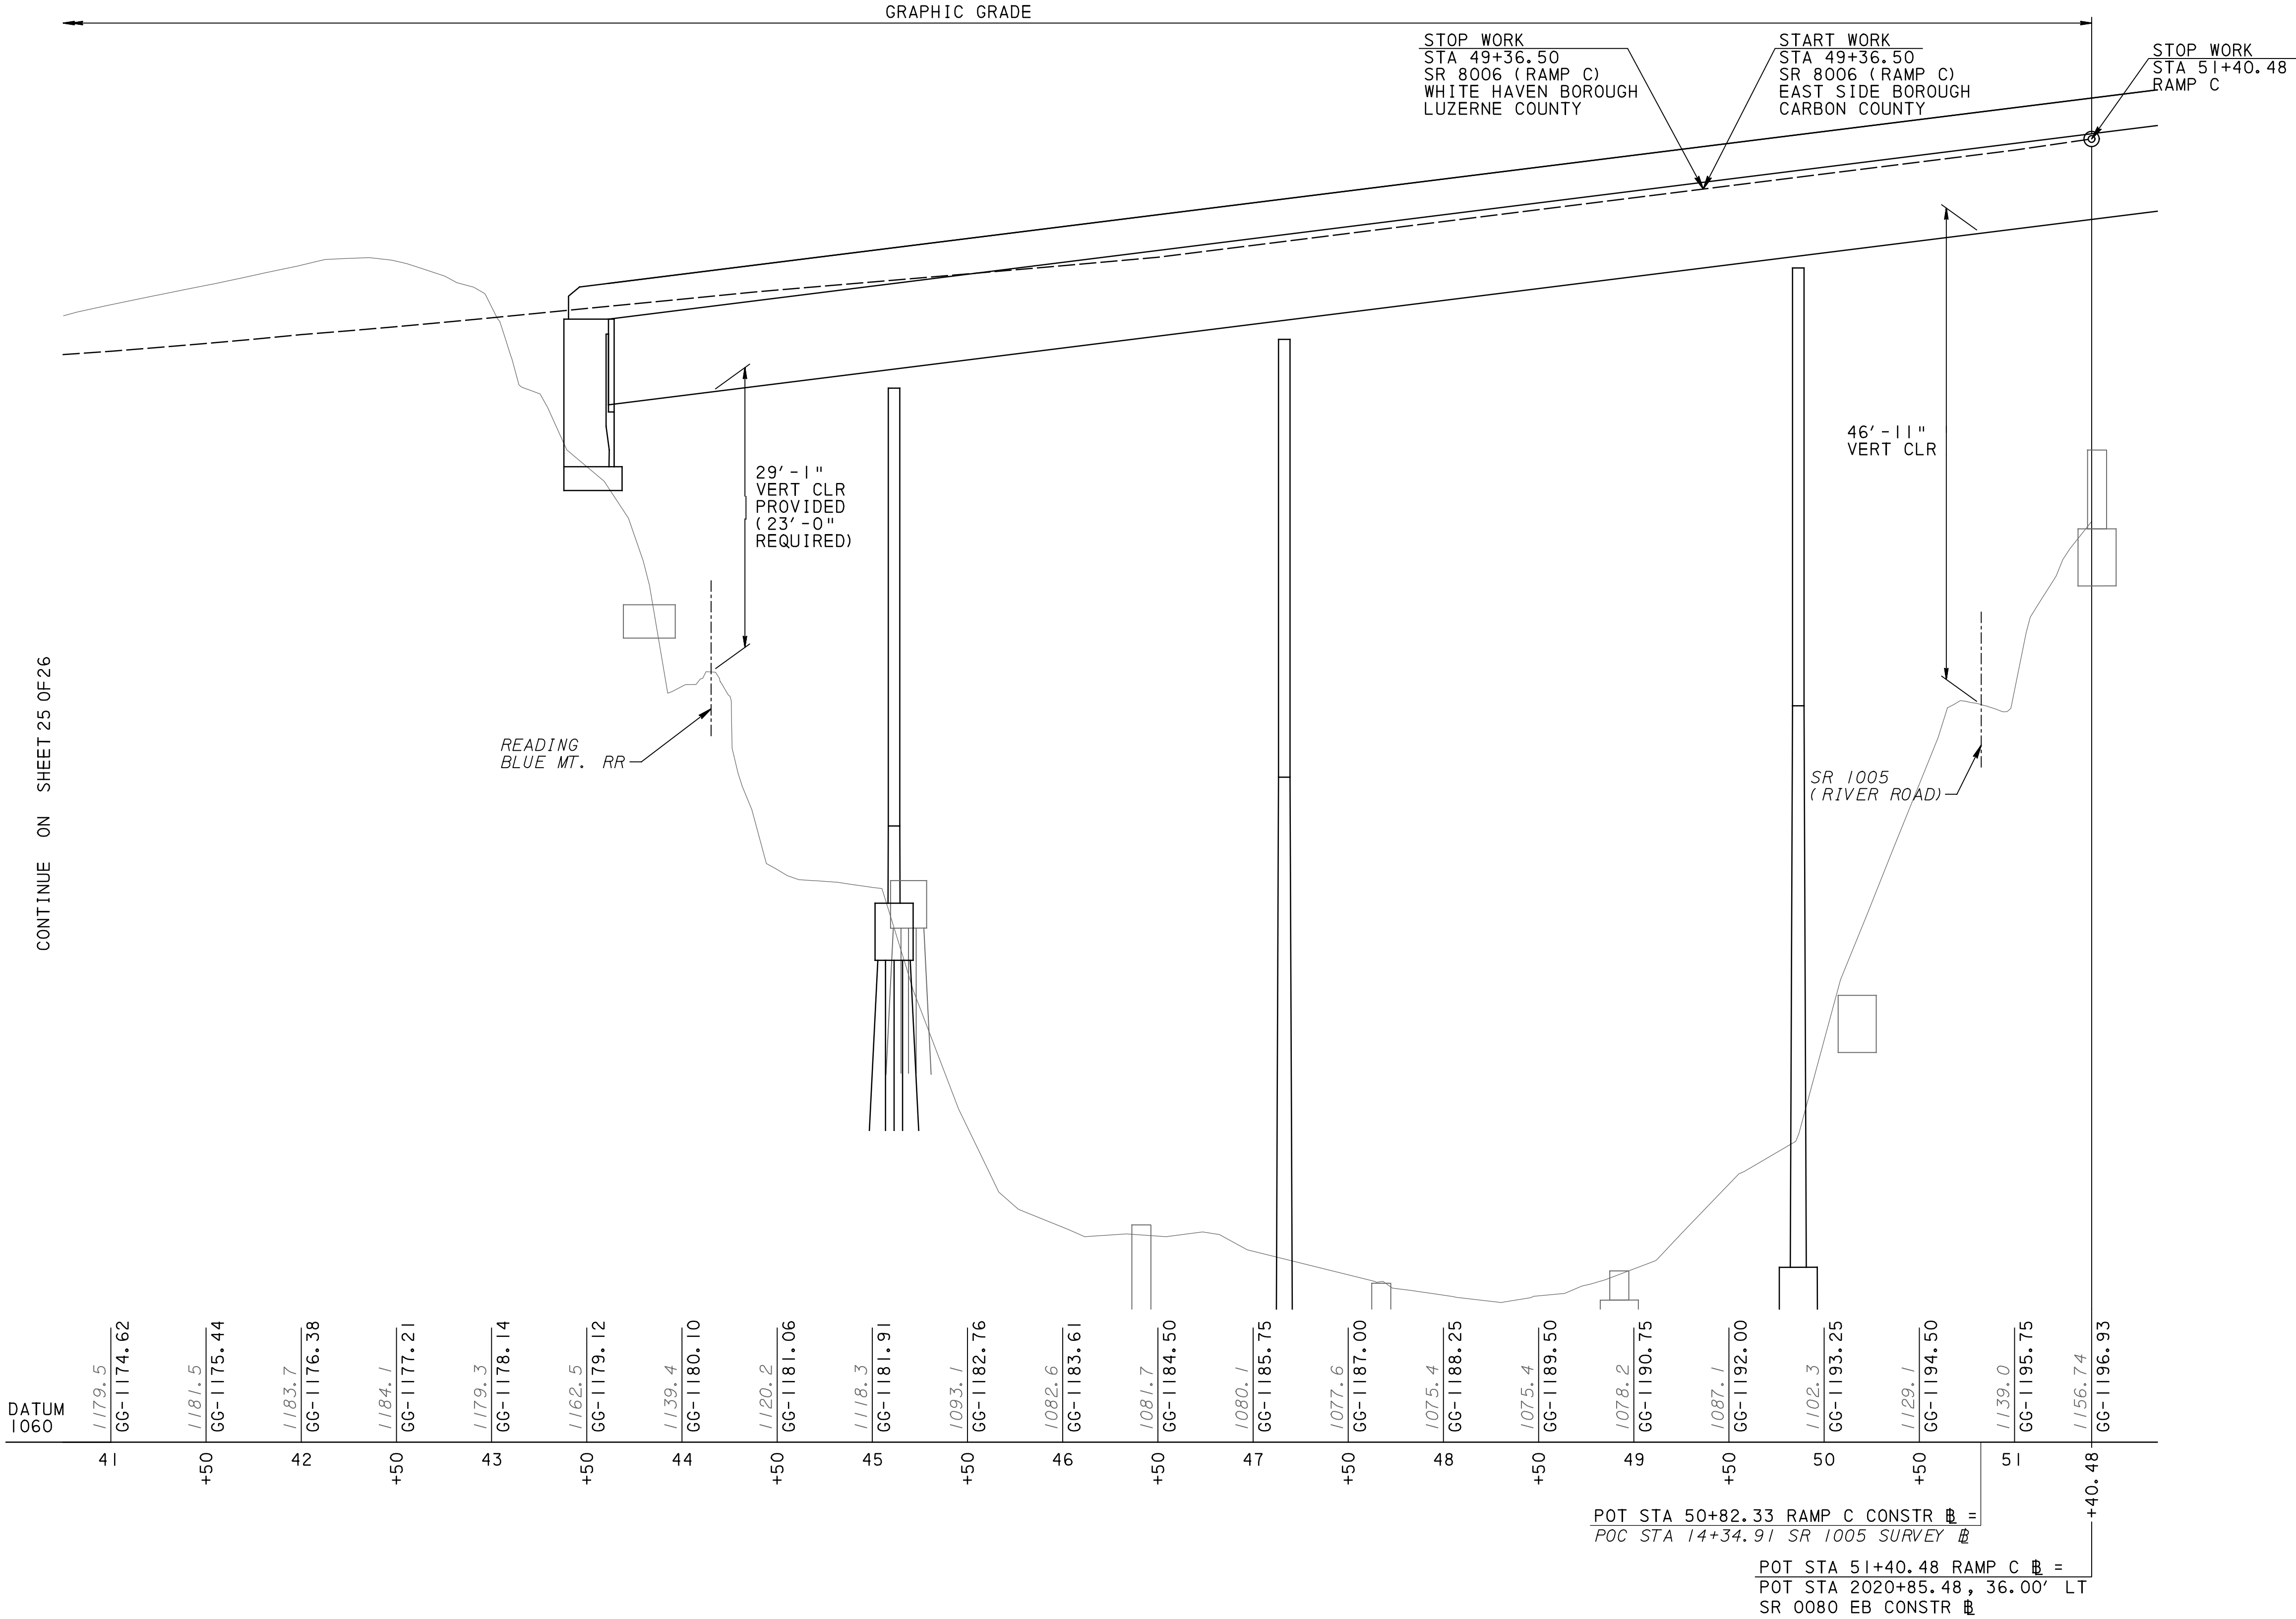 GRAPHIC GRADE
STOP WORK
STA 49+36.50
SR 8006 (RAMP C)
WHITE HAVEN BOROUGH
LUZERNE COUNTY
START WORK
STA 49+36.50
SR 8006 (RAMP C)
EAST SIDE BOROUGH
CARBON COUNTY
STOP WORK
STA 51+40.48
RAMP C
29'-1"
VERT CLR
PROVIDED
(23'-0"
REQUIRED)
46'-11"
VERT CLR
CONTINUE ON SHEET 25 OF 26
READING
BLUE MT. RR
SR 1005
(RIVER ROAD)
DATUM
1060
1179.5
GG-1174.62
1181.5
GG-1175.44
1183.7
GG-1176.38
1184.1
GG-1177.21
1179.3
GG-1178.14
1162.5
GG-1179.12
1139.4
GG-1180.10
1120.2
GG-1181.06
1118.3
GG-1181.91
1093.1
GG-1182.76
1082.6
GG-1183.61
1081.7
GG-1184.50
1080.1
GG-1185.75
1077.6
GG-1187.00
1075.4
GG-1188.25
1075.4
GG-1189.50
1078.2
GG-1190.75
1087.1
GG-1192.00
1102.3
GG-1193.25
1129.1
GG-1194.50
1139.0
GG-1195.75
1156.74
GG-1196.93
41
+50
42
+50
43
+50
44
+50
45
+50
46
+50
47
+50
48
+50
49
+50
50
+50
51
+40.48
POT STA 50+82.33 RAMP C CONSTR BL =
POC STA 14+34.91 SR 1005 SURVEY BL
POT STA 51+40.48 RAMP C BL =
POT STA 2020+85.48, 36.00' LT
SR 0080 EB CONSTR BL